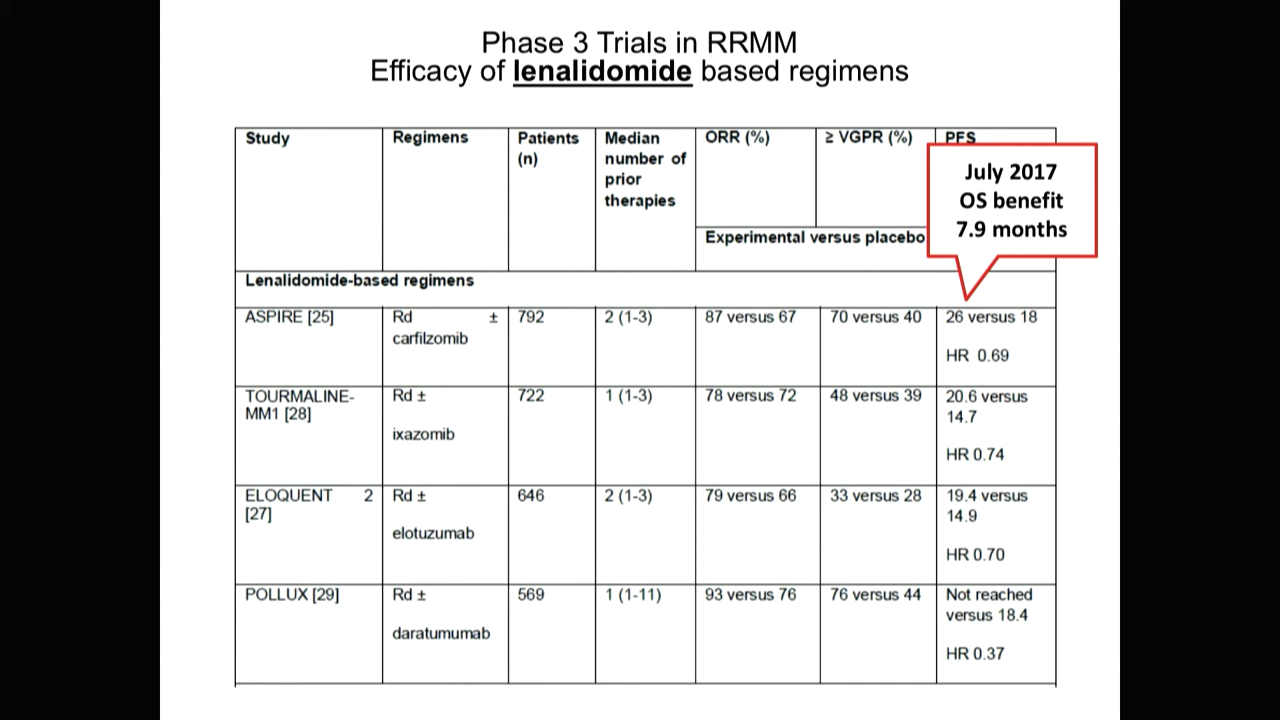 Phase 3 Trials in RRMM
Efficacy of lenalidomide based regimens
Study
Regimens
Patients
(n)
Median
number of
prior
therapies
ORR (%)
≥ VGPR (%)
PFS
Experimental versus placebo
July 2017
OS benefit
7.9 months
Lenalidomide-based regimens
ASPIRE [25]
Rd ±
carfilzomib
792
2 (1-3)
87 versus 67
70 versus 40
26 versus 18
HR 0.69
TOURMALINE-
MM1 [28]
Rd ±
ixazomib
722
1 (1-3)
78 versus 72
48 versus 39
20.6 versus
14.7
HR 0.74
ELOQUENT 2
[27]
Rd ±
elotuzumab
646
2 (1-3)
79 versus 66
33 versus 28
19.4 versus
14.9
HR 0.70
POLLUX [29]
Rd ±
daratumumab
569
1 (1-11)
93 versus 76
76 versus 44
Not reached
versus 18.4
HR 0.37